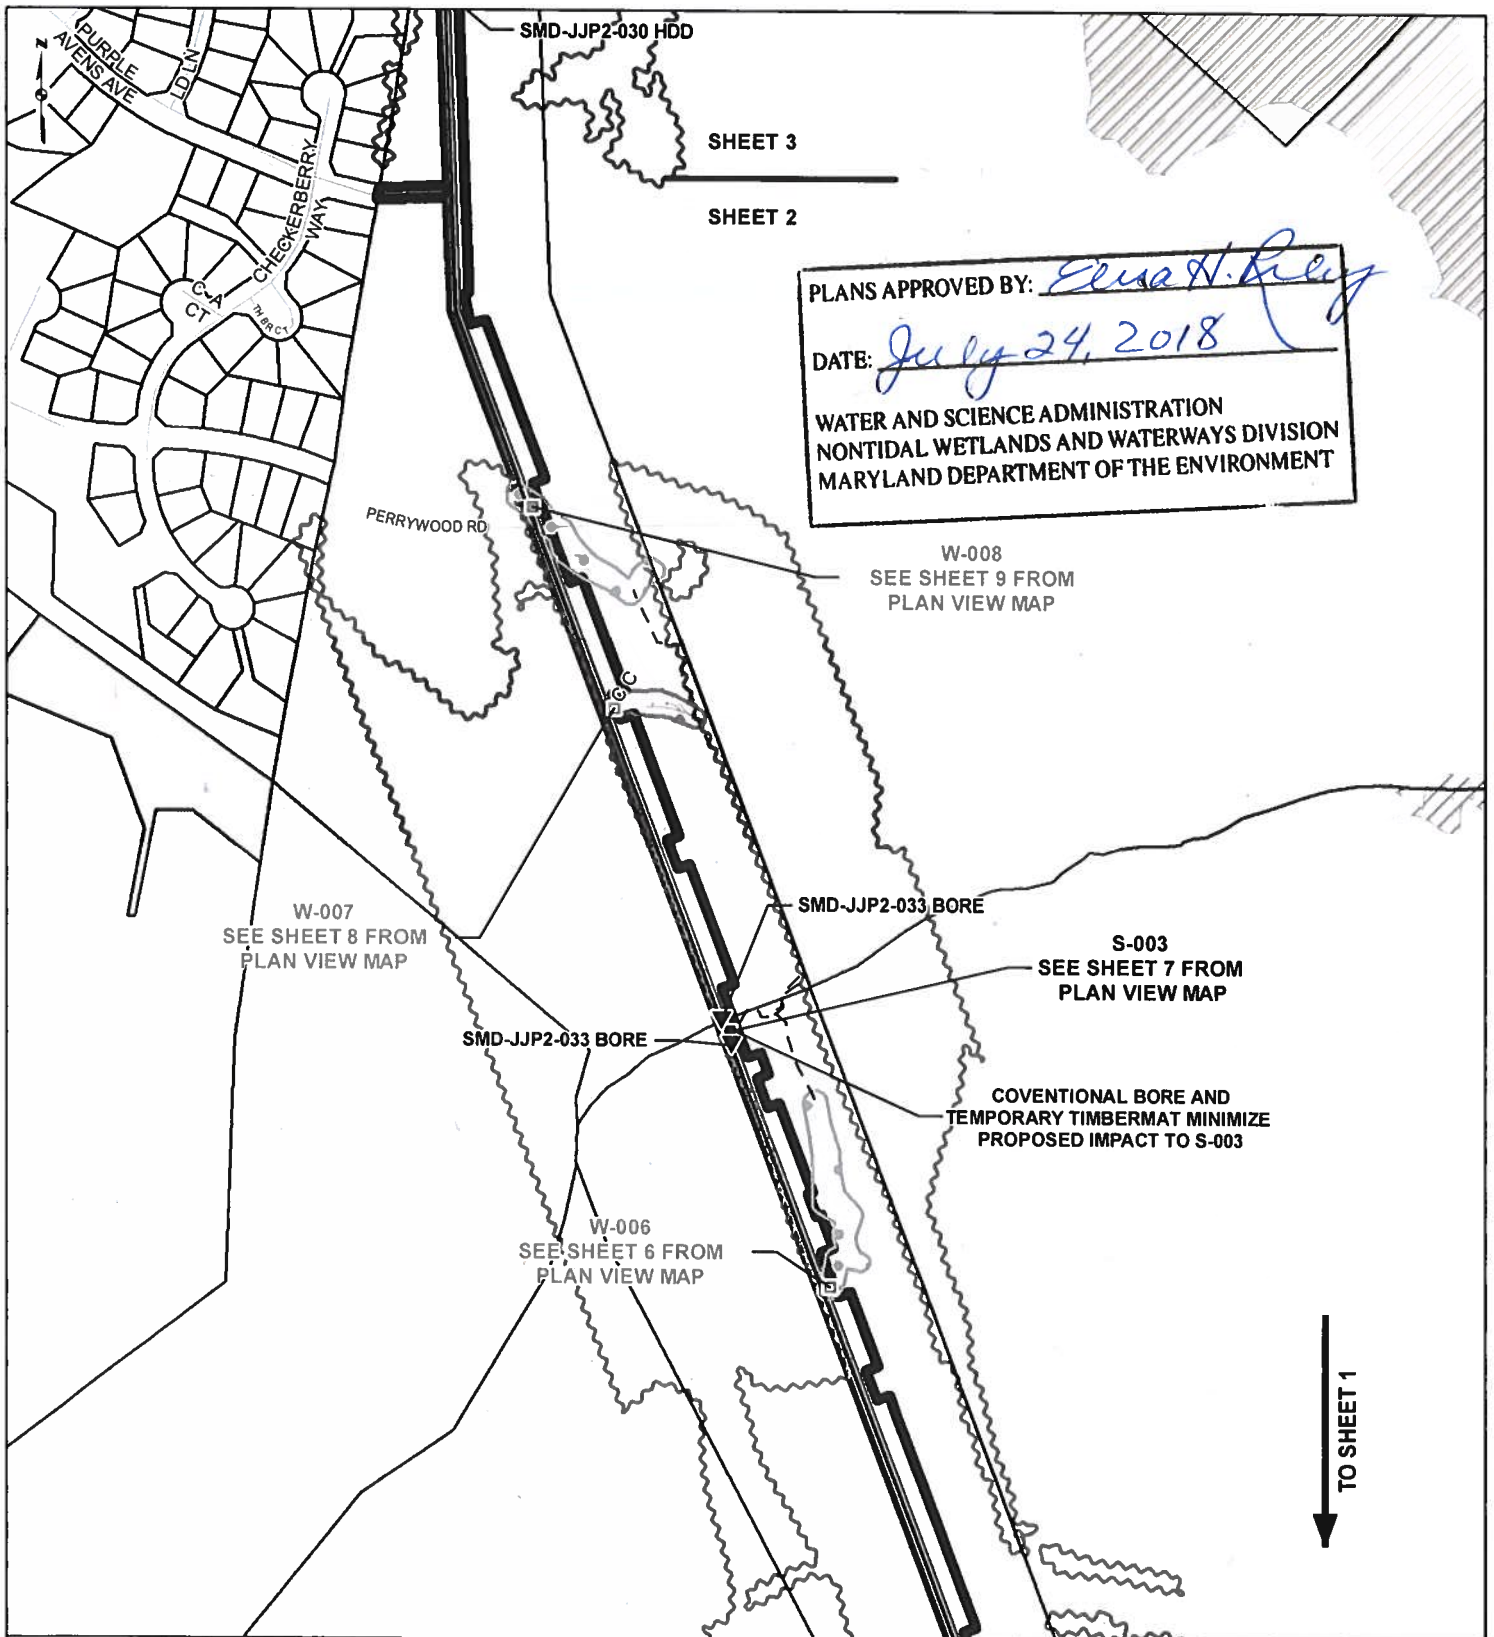 SMD-JJP2-030 HDD
N
PURPLE
AVENS AVE
LD LN
SHEET 3
SHEET 2
CHECKERBERRY
WAY
C-A
CT
TH BR CT
PLANS APPROVED BY: Elisa H. Riley
DATE: July 24, 2018
WATER AND SCIENCE ADMINISTRATION
NONTIDAL WETLANDS AND WATERWAYS DIVISION
MARYLAND DEPARTMENT OF THE ENVIRONMENT
PERRYWOOD RD
W-008
SEE SHEET 9 FROM
PLAN VIEW MAP
W-007
SEE SHEET 8 FROM
PLAN VIEW MAP
SMD-JJP2-033 BORE
S-003
SEE SHEET 7 FROM
PLAN VIEW MAP
SMD-JJP2-033 BORE
COVENTIONAL BORE AND
TEMPORARY TIMBERMAT MINIMIZE
PROPOSED IMPACT TO S-003
W-006
SEE SHEET 6 FROM
PLAN VIEW MAP
TO SHEET 1